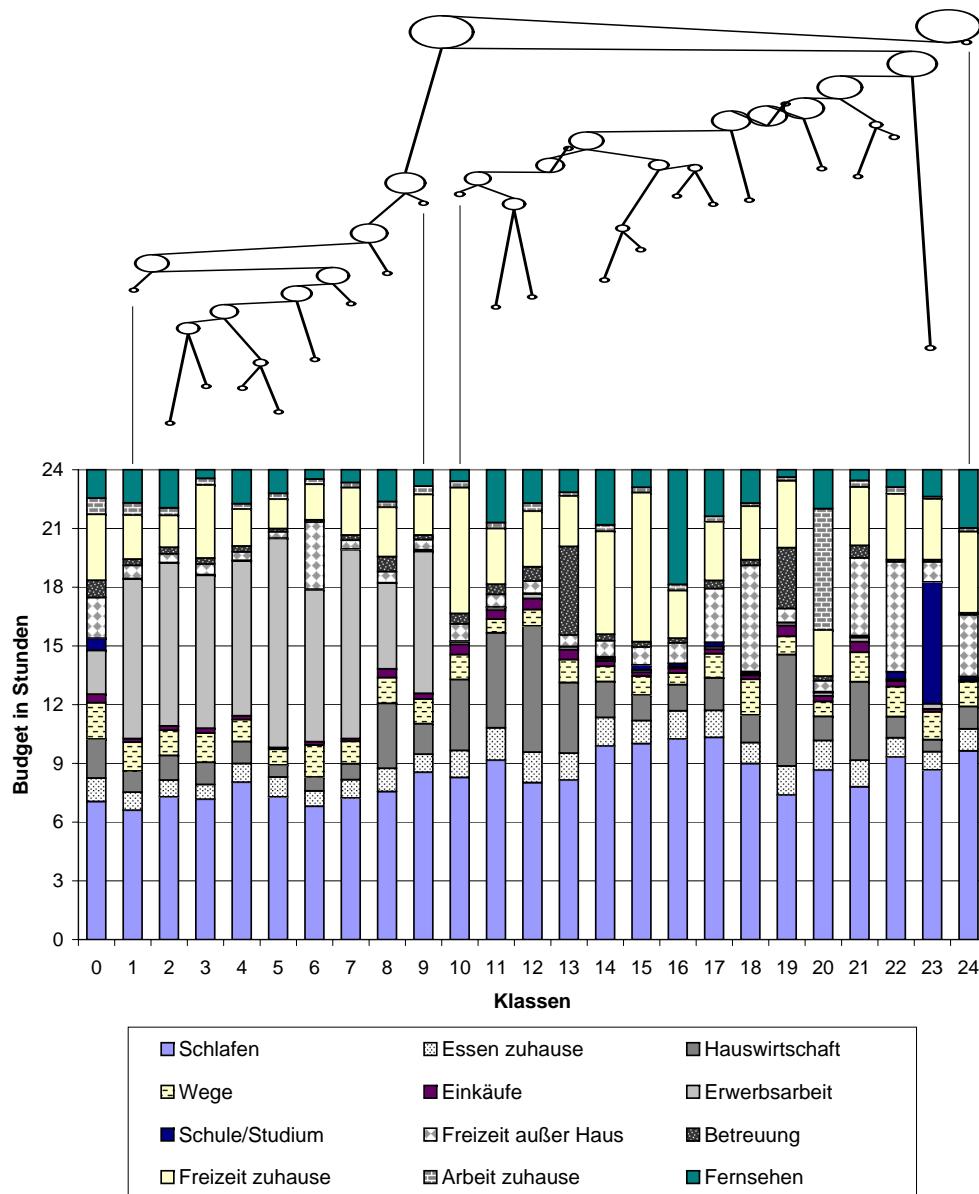 24
21
18
15
12
9
6
3
0
Budget in Stunden
0 1 2 3 4 5 6 7 8 9 10 11 12 13 14 15 16 17 18 19 20 21 22 23 24
Klassen
Schlafen Essen zuhause Hauswirtschaft
Wege Einkäufe Erwerbsarbeit
Schule/Studium Freizeit außer Haus Betreuung
Freizeit zuhause Arbeit zuhause Fernsehen